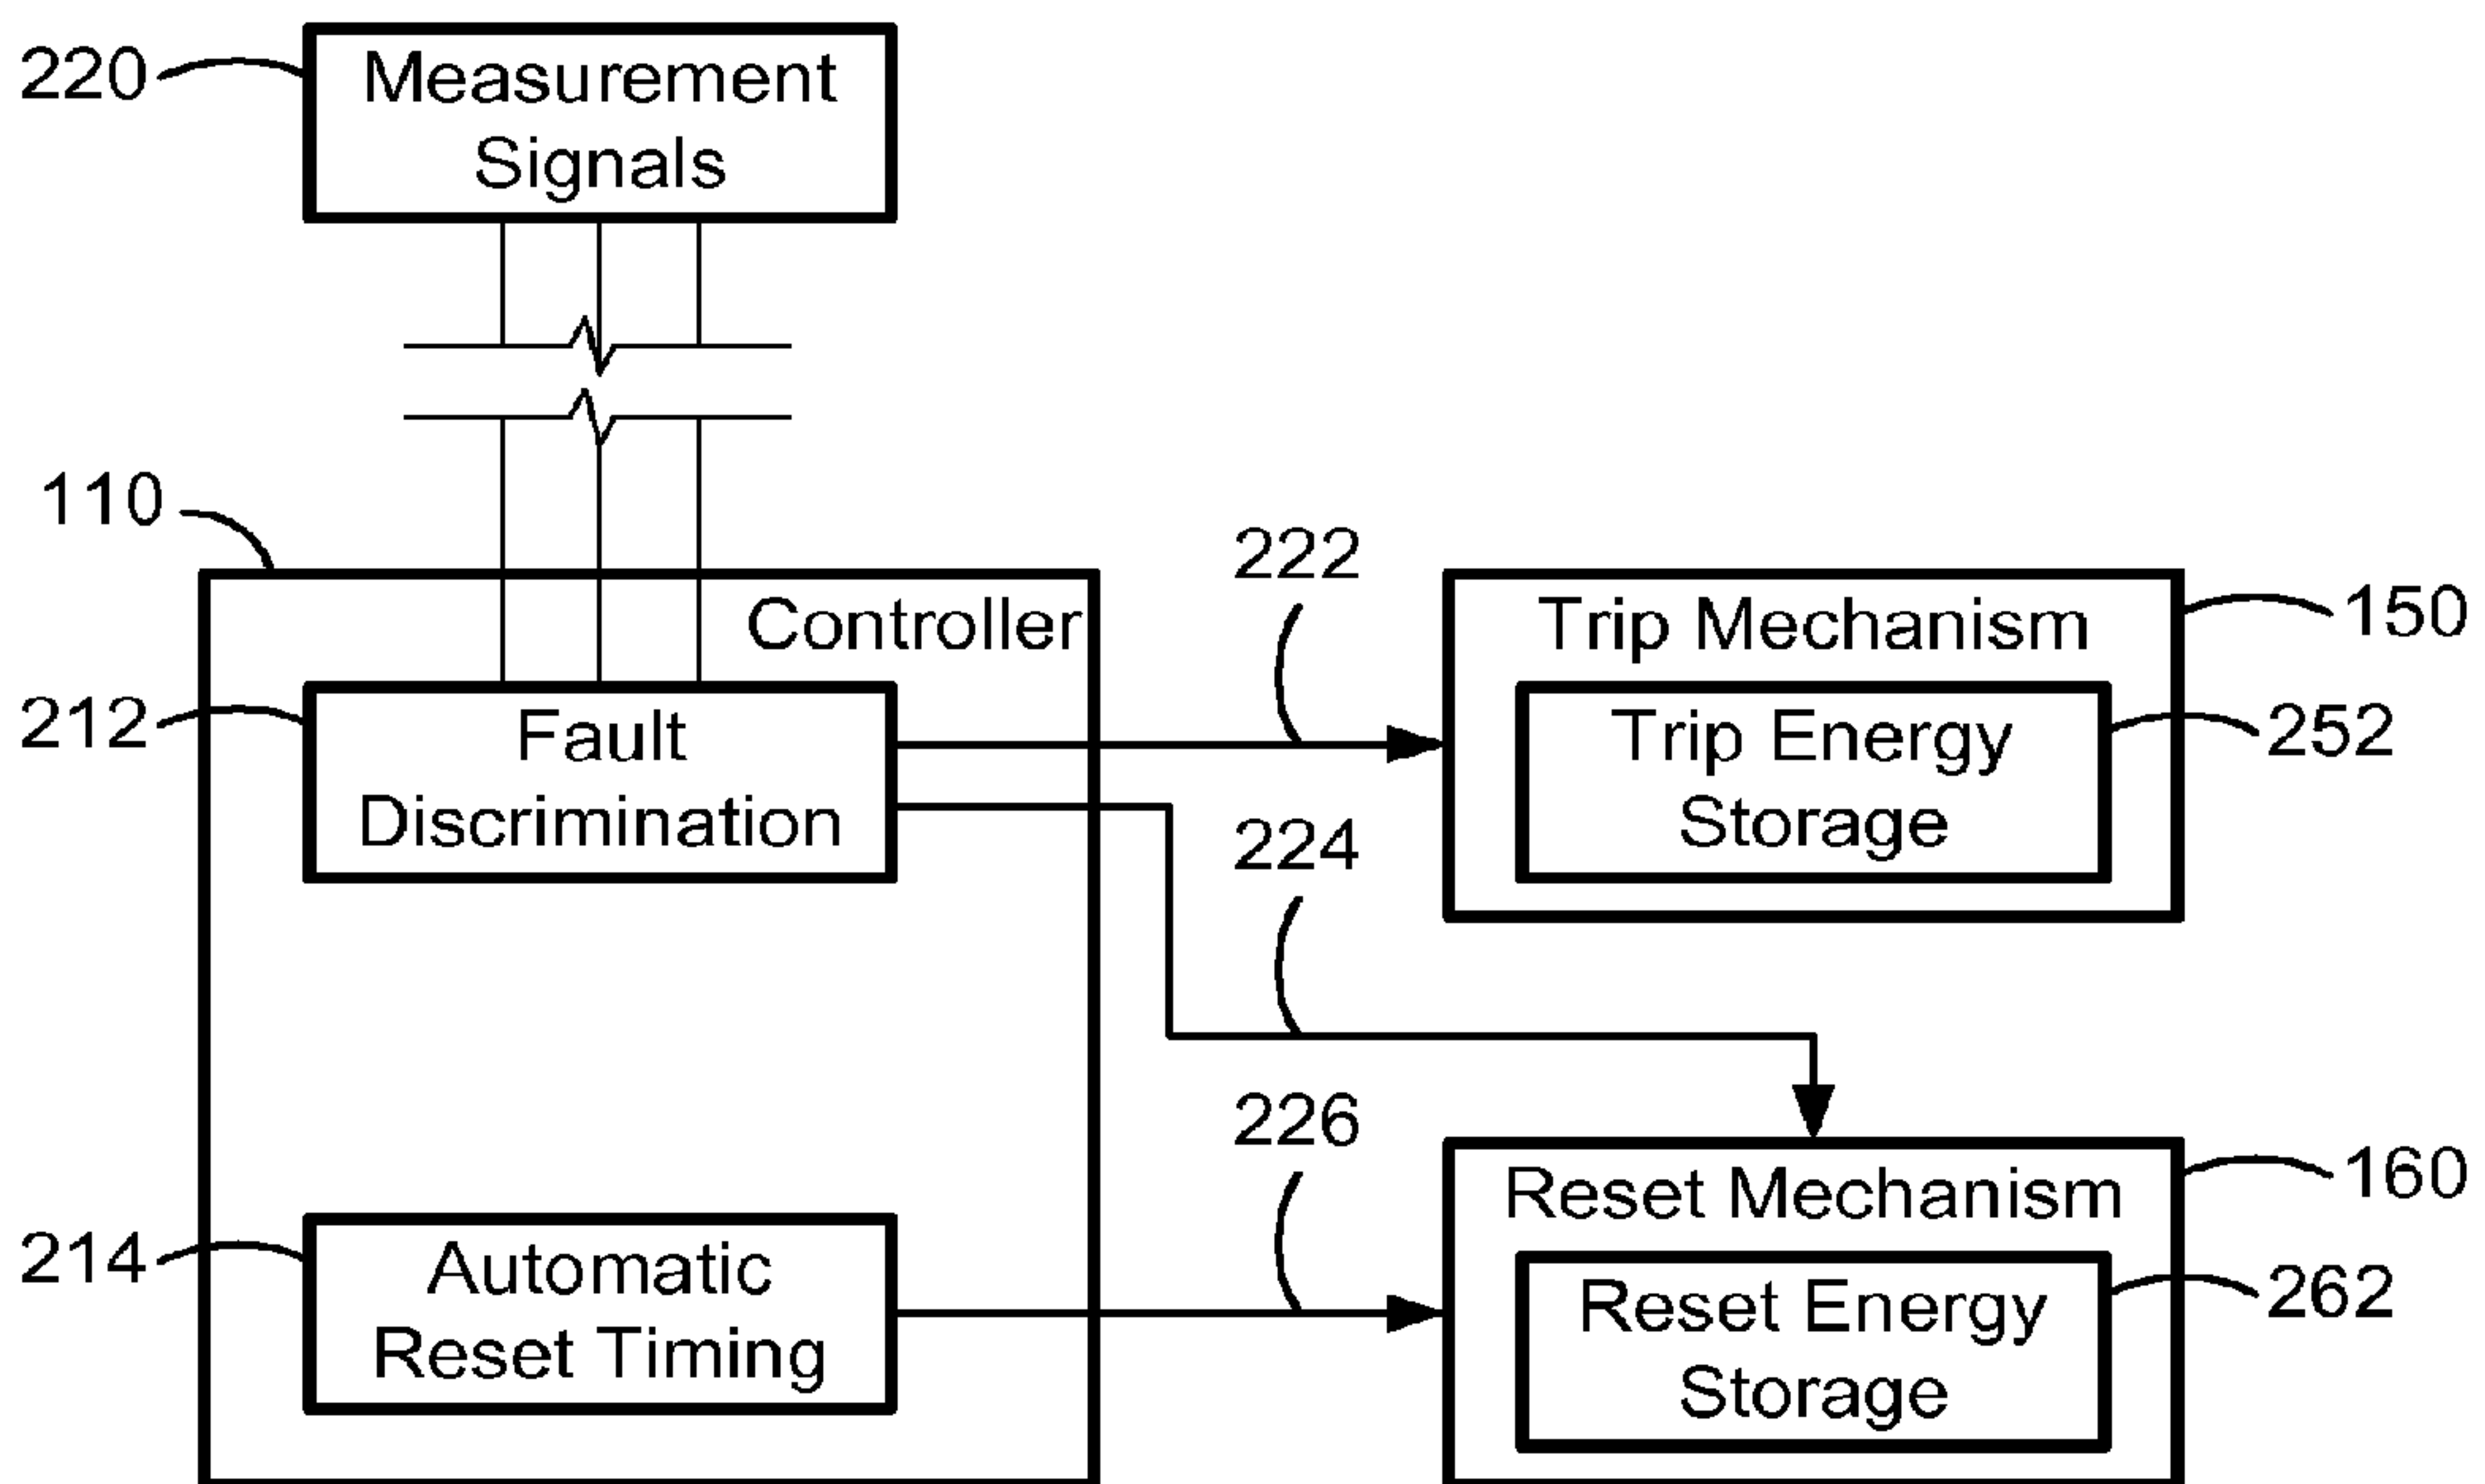 220
Measurement
Signals
110
Controller
222
Trip Mechanism
150
212
Fault
Discrimination
Trip Energy
Storage
252
224
226
Reset Mechanism
160
214
Automatic
Reset Timing
Reset Energy
Storage
262